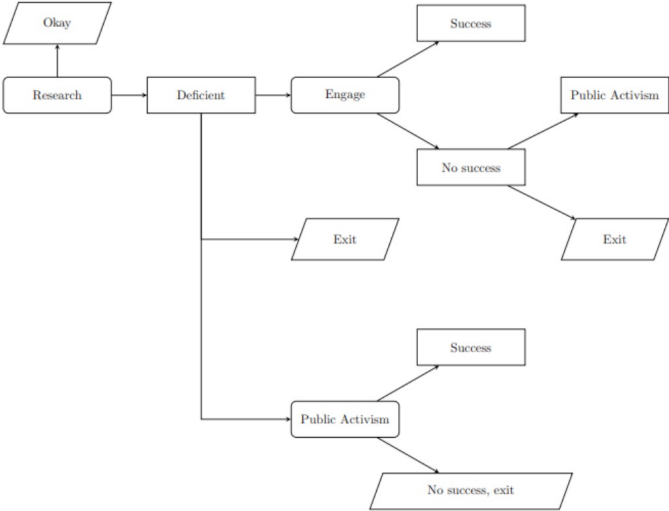 Okay
Success
Research
Deficient
Engage
Public Activism
No success
Exit
Exit
Success
Public Activism
No success, exit